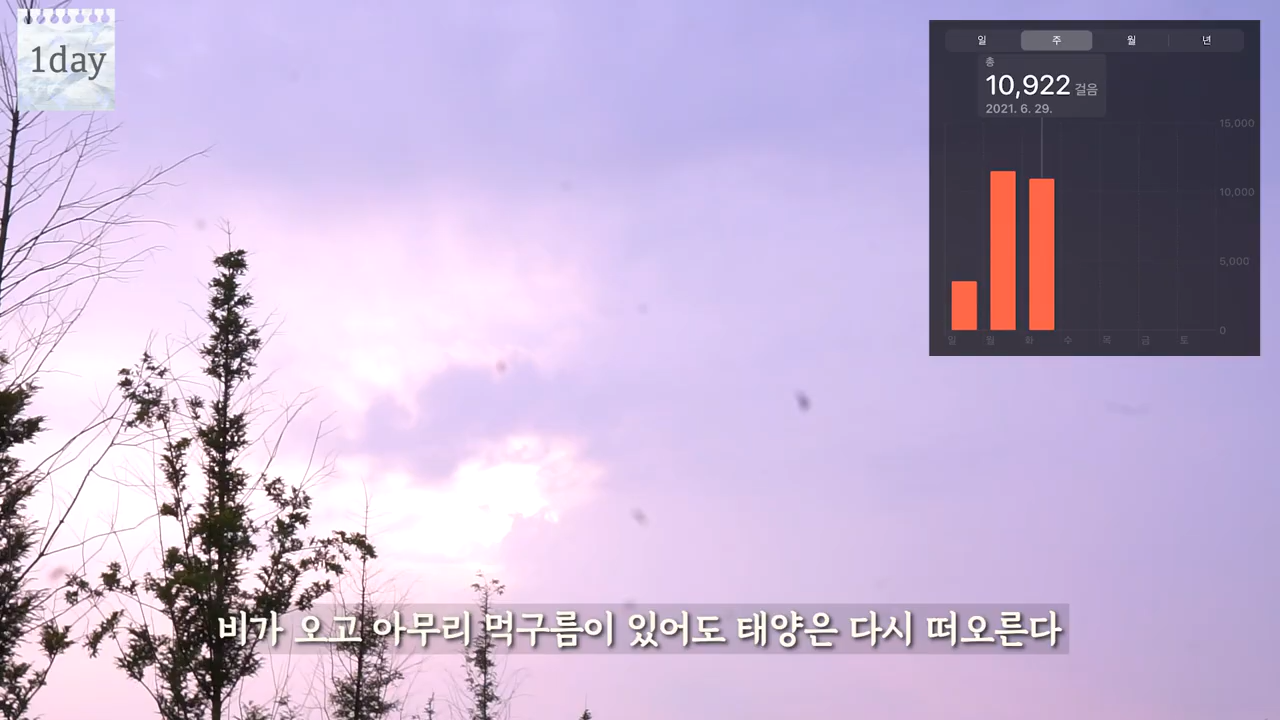 1day
일 주 월 년
총
10,922 걸음
2021. 6. 29.
15,000
10,000
5,000
0
일 월 화 수 목 금 토
비가 오고 아무리 먹구름이 있어도 태양은 다시 떠오른다